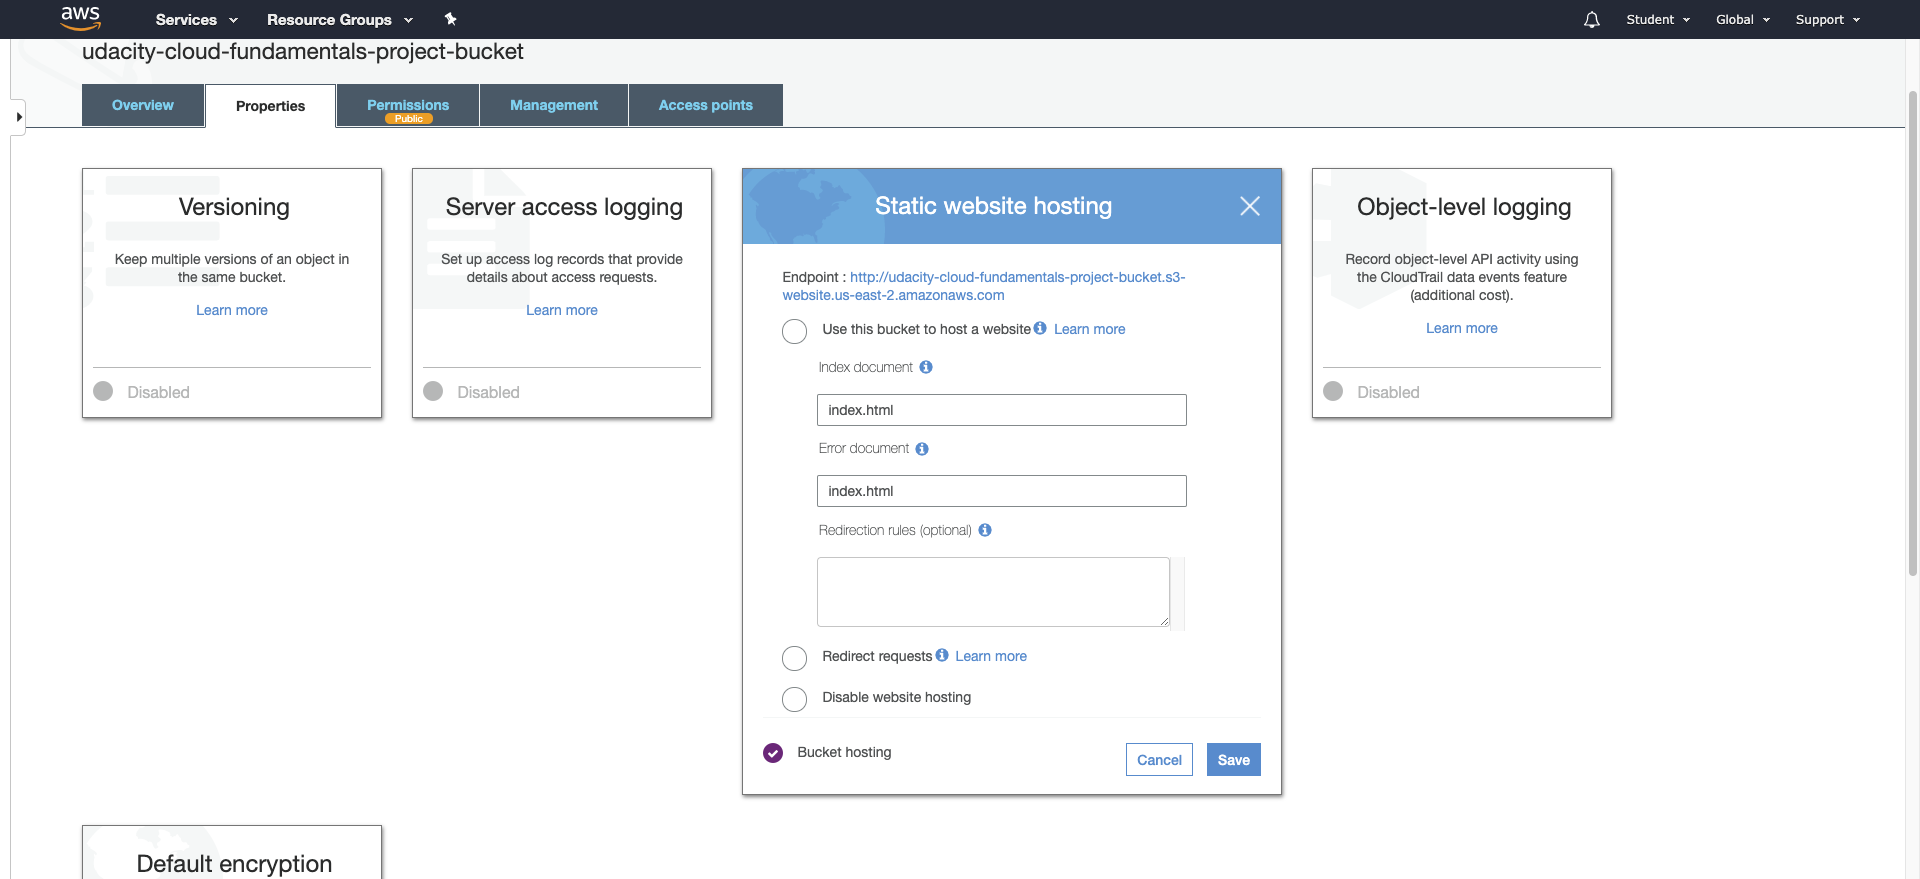 aws Services Resource Groups Student Global Support
udacity-cloud-fundamentals-project-bucket
Overview Properties Permissions Management Access points
Public
Versioning
Keep multiple versions of an object in
the same bucket.
Learn more
Disabled
Server access logging
Set up access log records that provide
details about access requests.
Learn more
Disabled
Static website hosting
Endpoint : http://udacity-cloud-fundamentals-project-bucket.s3-
website.us-east-2.amazonaws.com
Use this bucket to host a website Learn more
Index document
index.html
Error document
index.html
Redirection rules (optional)
Redirect requests Learn more
Disable website hosting
Bucket hosting
Cancel Save
Object-level logging
Record object-level API activity using
the CloudTrail data events feature
(additional cost).
Learn more
Disabled
Default encryption